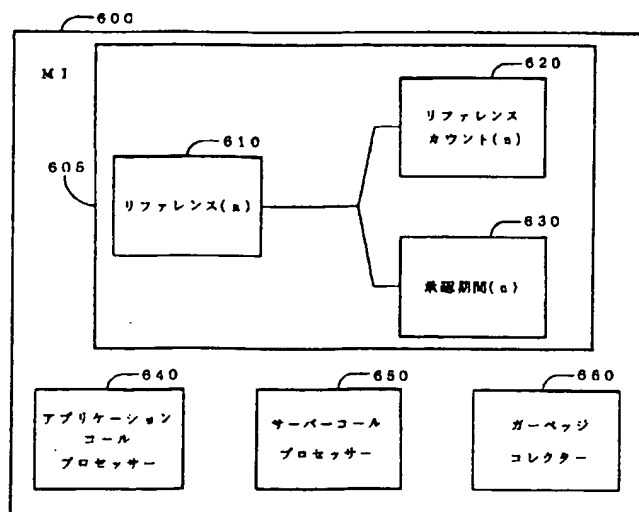 600
MI
605
610
リファレンス(n)
620
リファレンス
カウント(n)
630
承認期間(n)
640
アプリケーション
コール
プロセッサー
650
サーバーコール
プロセッサー
660
ガーベッジ
コレクター